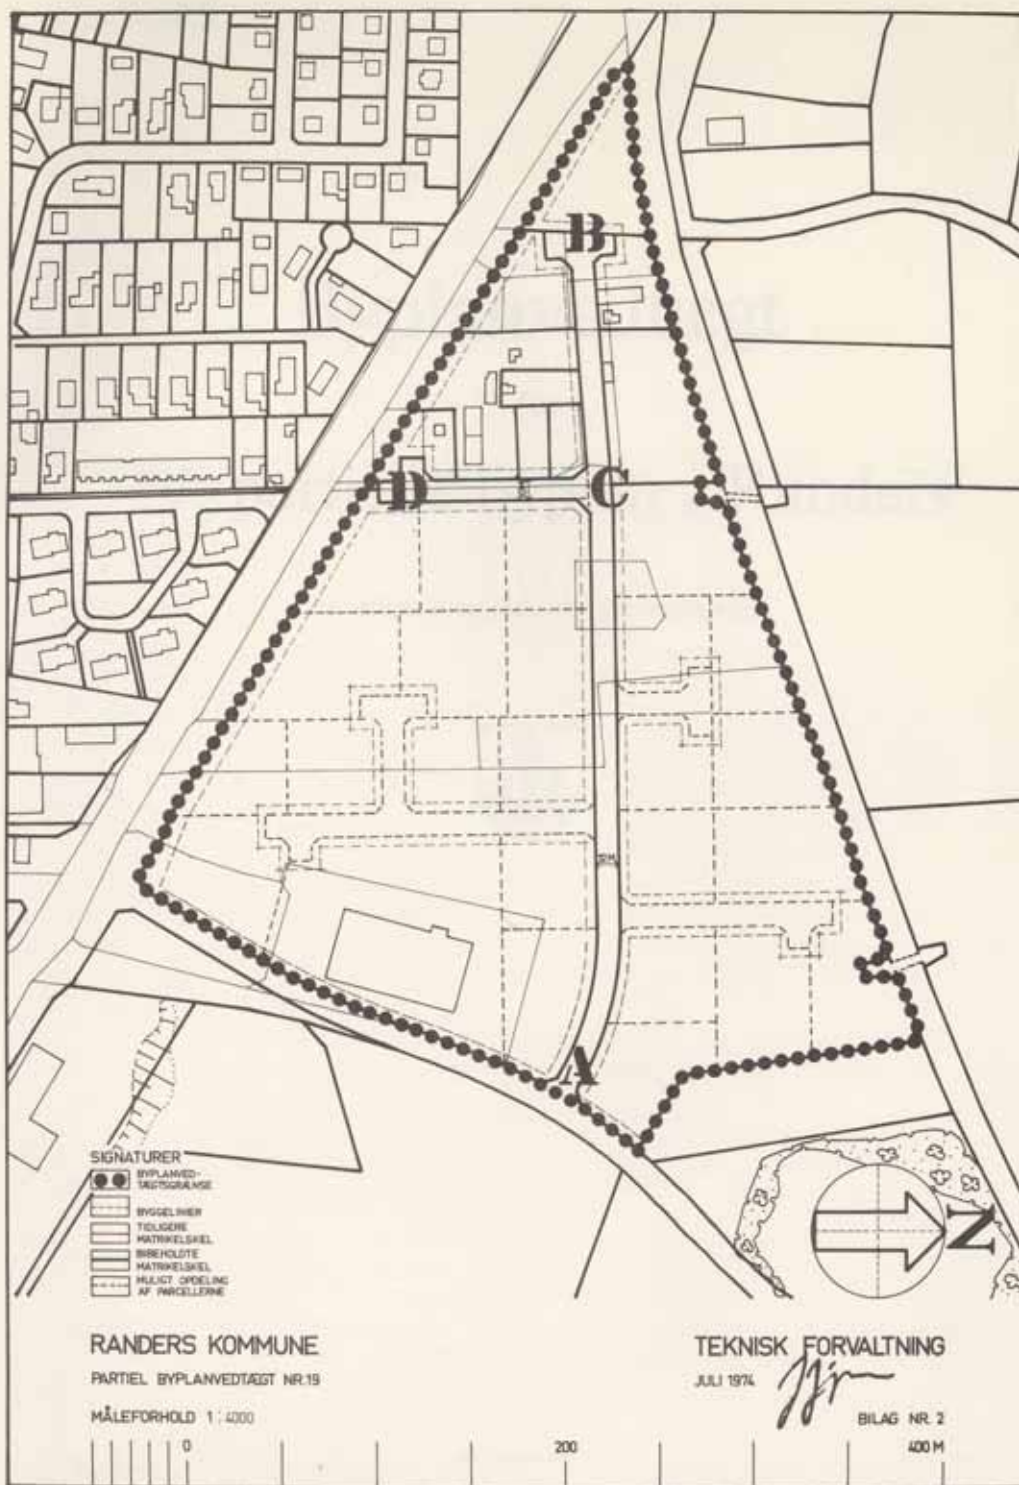 B
D
C
12 M
A
N
SIGNATURER
BYPLANVED-
TÆGTSGRÆNSE
BYGGELINIER
TIDLIGERE
MATRIKELSKEL
BIBEHOLDTE
MATRIKELSKEL
MULIGT OPDELING
AF PARCELLERNE
RANDERS KOMMUNE
PARTIEL BYPLANVEDTÆGT NR.19
MÅLEFORHOLD 1:4000
TEKNISK FORVALTNING
JULI 1974
BILAG NR. 2
0
200
400 M